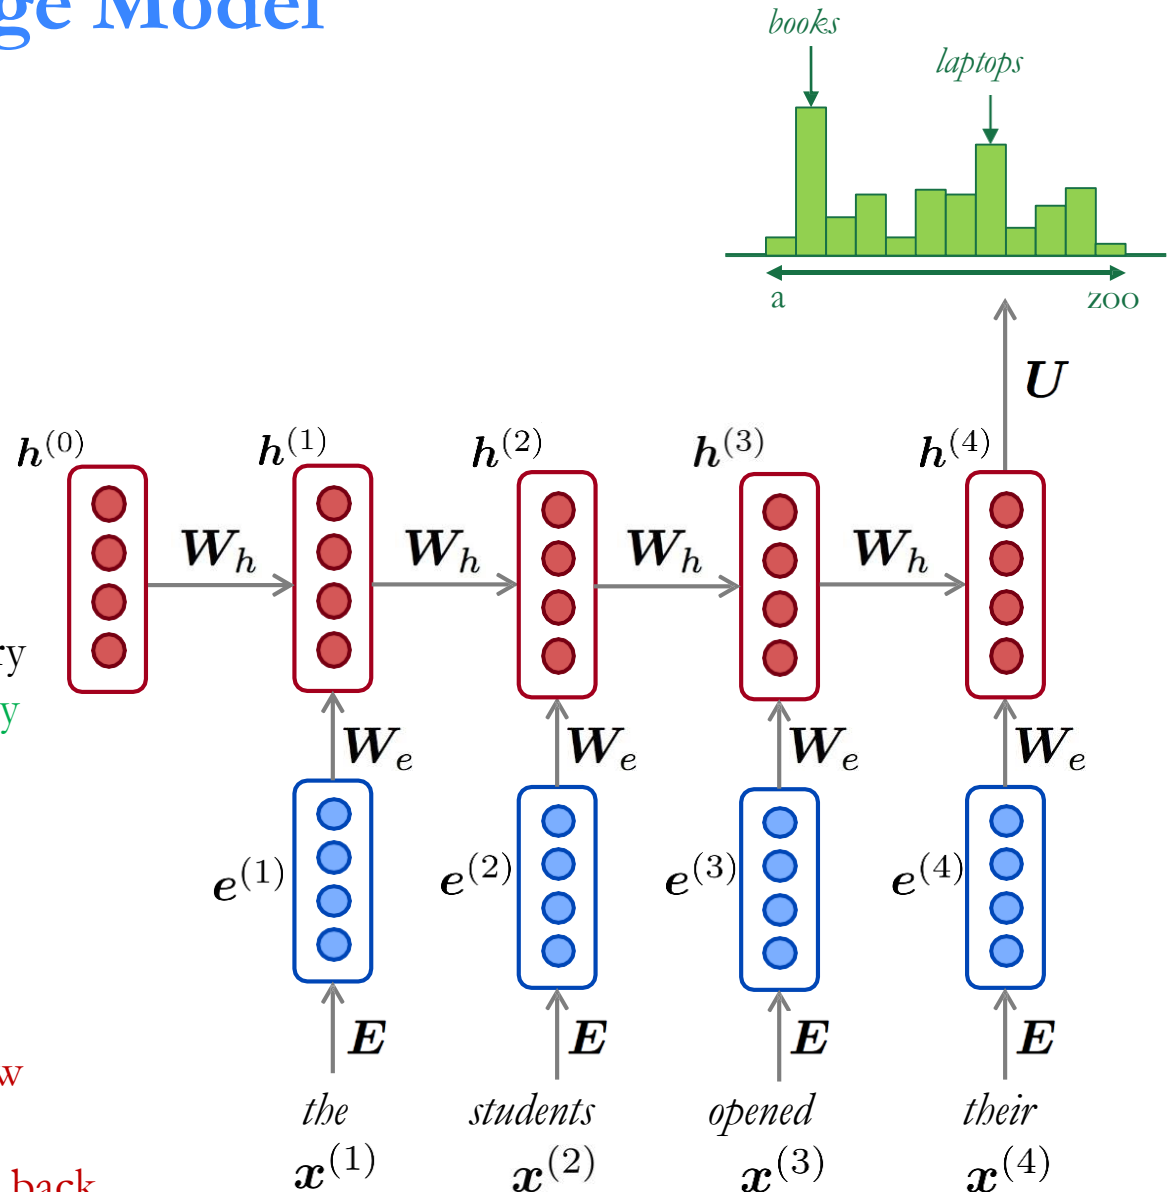 ge Model
books
laptops
a zoo
U
h(0) h(1) h(2) h(3) h(4)
Wh Wh Wh Wh
ry
y
We We We We
e(1) e(2) e(3) e(4)
E E E E
w
the students opened their
x(1) x(2) x(3) x(4)
back